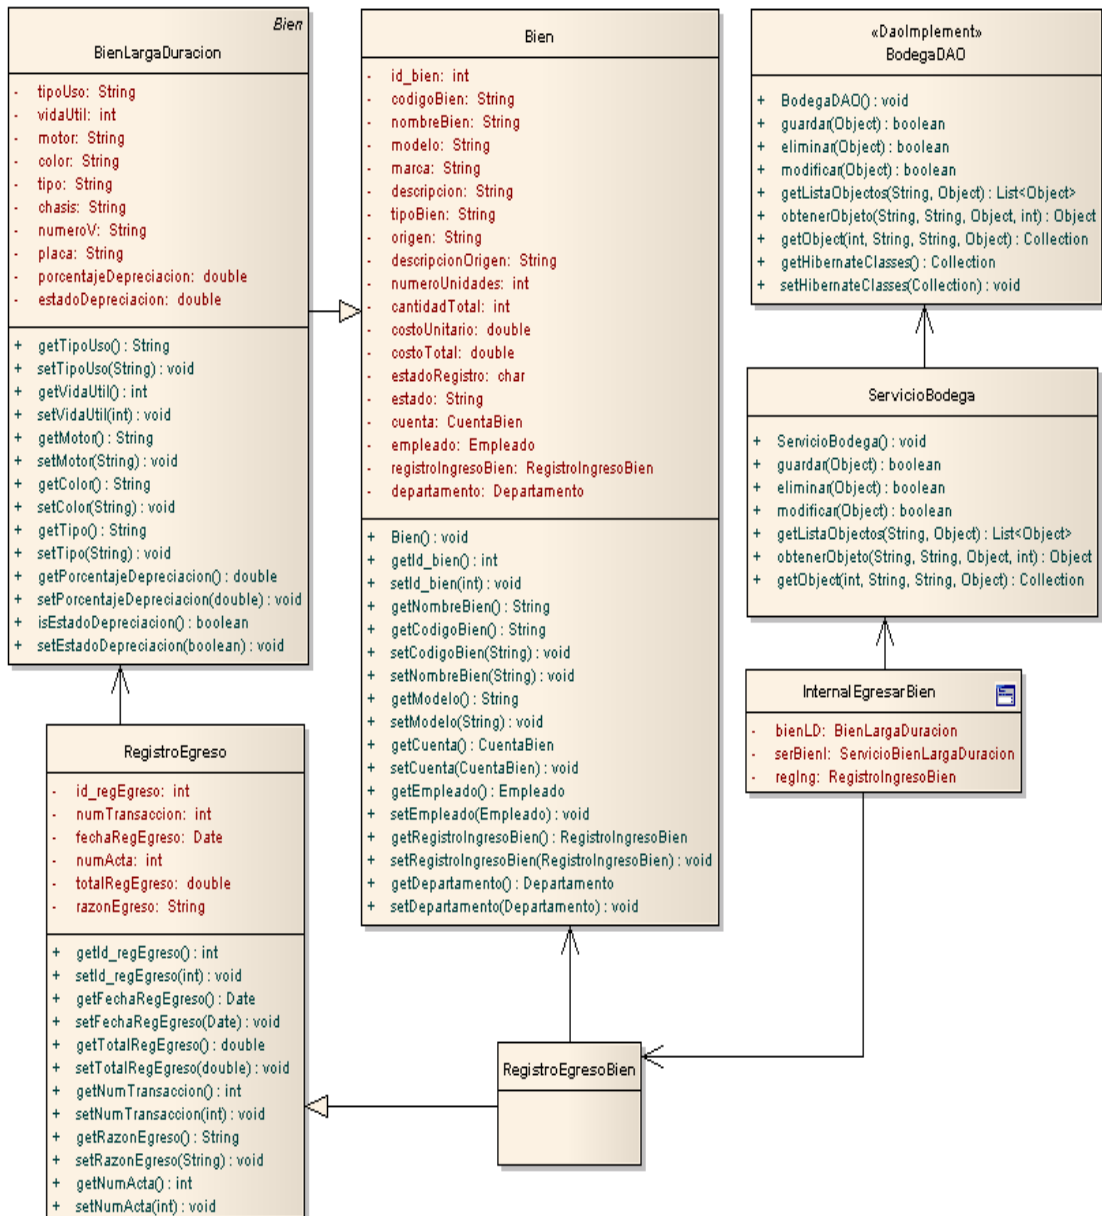 Bien
BienLargaDuracion
- tipoUso: String
- vidaUtil: int
- motor: String
- color: String
- tipo: String
- chasis: String
- numeroV: String
- placa: String
- porcentajeDepreciacion: double
- estadoDepreciacion: double
+ getTipoUso() : String
+ setTipoUso(String) : void
+ getVidaUtil() : int
+ setVidaUtil(int) : void
+ getMotor() : String
+ setMotor(String) : void
+ getColor() : String
+ setColor(String) : void
+ getTipo() : String
+ setTipo(String) : void
+ getPorcentajeDepreciacion() : double
+ setPorcentajeDepreciacion(double) : void
+ isEstadoDepreciacion() : boolean
+ setEstadoDepreciacion(boolean) : void
Bien
- id_bien: int
- codigoBien: String
- nombreBien: String
- modelo: String
- marca: String
- descripcion: String
- tipoBien: String
- origen: String
- descripcionOrigen: String
- numeroUnidades: int
- cantidadTotal: int
- costoUnitario: double
- costoTotal: double
- estadoRegistro: char
- estado: String
- cuenta: CuentaBien
- empleado: Empleado
- registroIngresoBien: RegistroIngresoBien
- departamento: Departamento
+ Bien() : void
+ getId_bien() : int
+ setId_bien(int) : void
+ getNombreBien() : String
+ getCodigoBien() : String
+ setCodigoBien(String) : void
+ setNombreBien(String) : void
+ getModelo() : String
+ setModelo(String) : void
+ getCuenta() : CuentaBien
+ setCuenta(CuentaBien) : void
+ getEmpleado() : Empleado
+ setEmpleado(Empleado) : void
+ getRegistroIngresoBien() : RegistroIngresoBien
+ setRegistroIngresoBien(RegistroIngresoBien) : void
+ getDepartamento() : Departamento
+ setDepartamento(Departamento) : void
«DaoImplement»
BodegaDAO
+ BodegaDAO() : void
+ guardar(Object) : boolean
+ eliminar(Object) : boolean
+ modificar(Object) : boolean
+ getListaObjectos(String, Object) : List<Object>
+ obtenerObjeto(String, String, Object, int) : Object
+ getObject(int, String, String, Object) : Collection
+ getHibernateClasses() : Collection
+ setHibernateClasses(Collection) : void
ServicioBodega
+ ServicioBodega() : void
+ guardar(Object) : boolean
+ eliminar(Object) : boolean
+ modificar(Object) : boolean
+ getListaObjectos(String, Object) : List<Object>
+ obtenerObjeto(String, String, Object, int) : Object
+ getObject(int, String, String, Object) : Collection
InternalEgresarBien
- bienLD: BienLargaDuracion
- serBienI: ServicioBienLargaDuracion
- regIng: RegistroIngresoBien
RegistroEgreso
- id_regEgreso: int
- numTransaccion: int
- fechaRegEgreso: Date
- numActa: int
- totalRegEgreso: double
- razonEgreso: String
+ getId_regEgreso() : int
+ setId_regEgreso(int) : void
+ getFechaRegEgreso() : Date
+ setFechaRegEgreso(Date) : void
+ getTotalRegEgreso() : double
+ setTotalRegEgreso(double) : void
+ getNumTransaccion() : int
+ setNumTransaccion(int) : void
+ getRazonEgreso() : String
+ setRazonEgreso(String) : void
+ getNumActa() : int
+ setNumActa(int) : void
RegistroEgresoBien